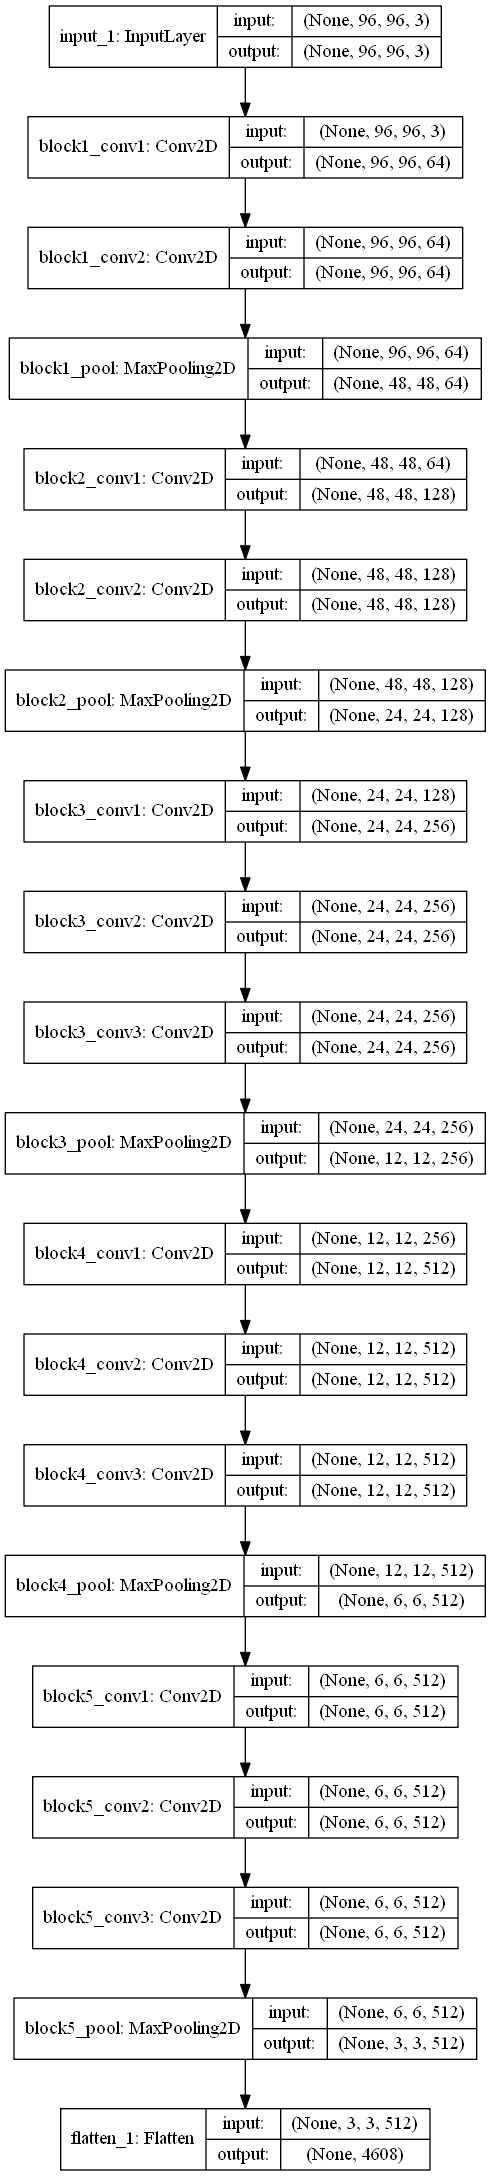 input_1: InputLayer
input: (None, 96, 96, 3)
output: (None, 96, 96, 3)
block1_conv1: Conv2D
input: (None, 96, 96, 3)
output: (None, 96, 96, 64)
block1_conv2: Conv2D
input: (None, 96, 96, 64)
output: (None, 96, 96, 64)
block1_pool: MaxPooling2D
input: (None, 96, 96, 64)
output: (None, 48, 48, 64)
block2_conv1: Conv2D
input: (None, 48, 48, 64)
output: (None, 48, 48, 128)
block2_conv2: Conv2D
input: (None, 48, 48, 128)
output: (None, 48, 48, 128)
block2_pool: MaxPooling2D
input: (None, 48, 48, 128)
output: (None, 24, 24, 128)
block3_conv1: Conv2D
input: (None, 24, 24, 128)
output: (None, 24, 24, 256)
block3_conv2: Conv2D
input: (None, 24, 24, 256)
output: (None, 24, 24, 256)
block3_conv3: Conv2D
input: (None, 24, 24, 256)
output: (None, 24, 24, 256)
block3_pool: MaxPooling2D
input: (None, 24, 24, 256)
output: (None, 12, 12, 256)
block4_conv1: Conv2D
input: (None, 12, 12, 256)
output: (None, 12, 12, 512)
block4_conv2: Conv2D
input: (None, 12, 12, 512)
output: (None, 12, 12, 512)
block4_conv3: Conv2D
input: (None, 12, 12, 512)
output: (None, 12, 12, 512)
block4_pool: MaxPooling2D
input: (None, 12, 12, 512)
output: (None, 6, 6, 512)
block5_conv1: Conv2D
input: (None, 6, 6, 512)
output: (None, 6, 6, 512)
block5_conv2: Conv2D
input: (None, 6, 6, 512)
output: (None, 6, 6, 512)
block5_conv3: Conv2D
input: (None, 6, 6, 512)
output: (None, 6, 6, 512)
block5_pool: MaxPooling2D
input: (None, 6, 6, 512)
output: (None, 3, 3, 512)
flatten_1: Flatten
input: (None, 3, 3, 512)
output: (None, 4608)